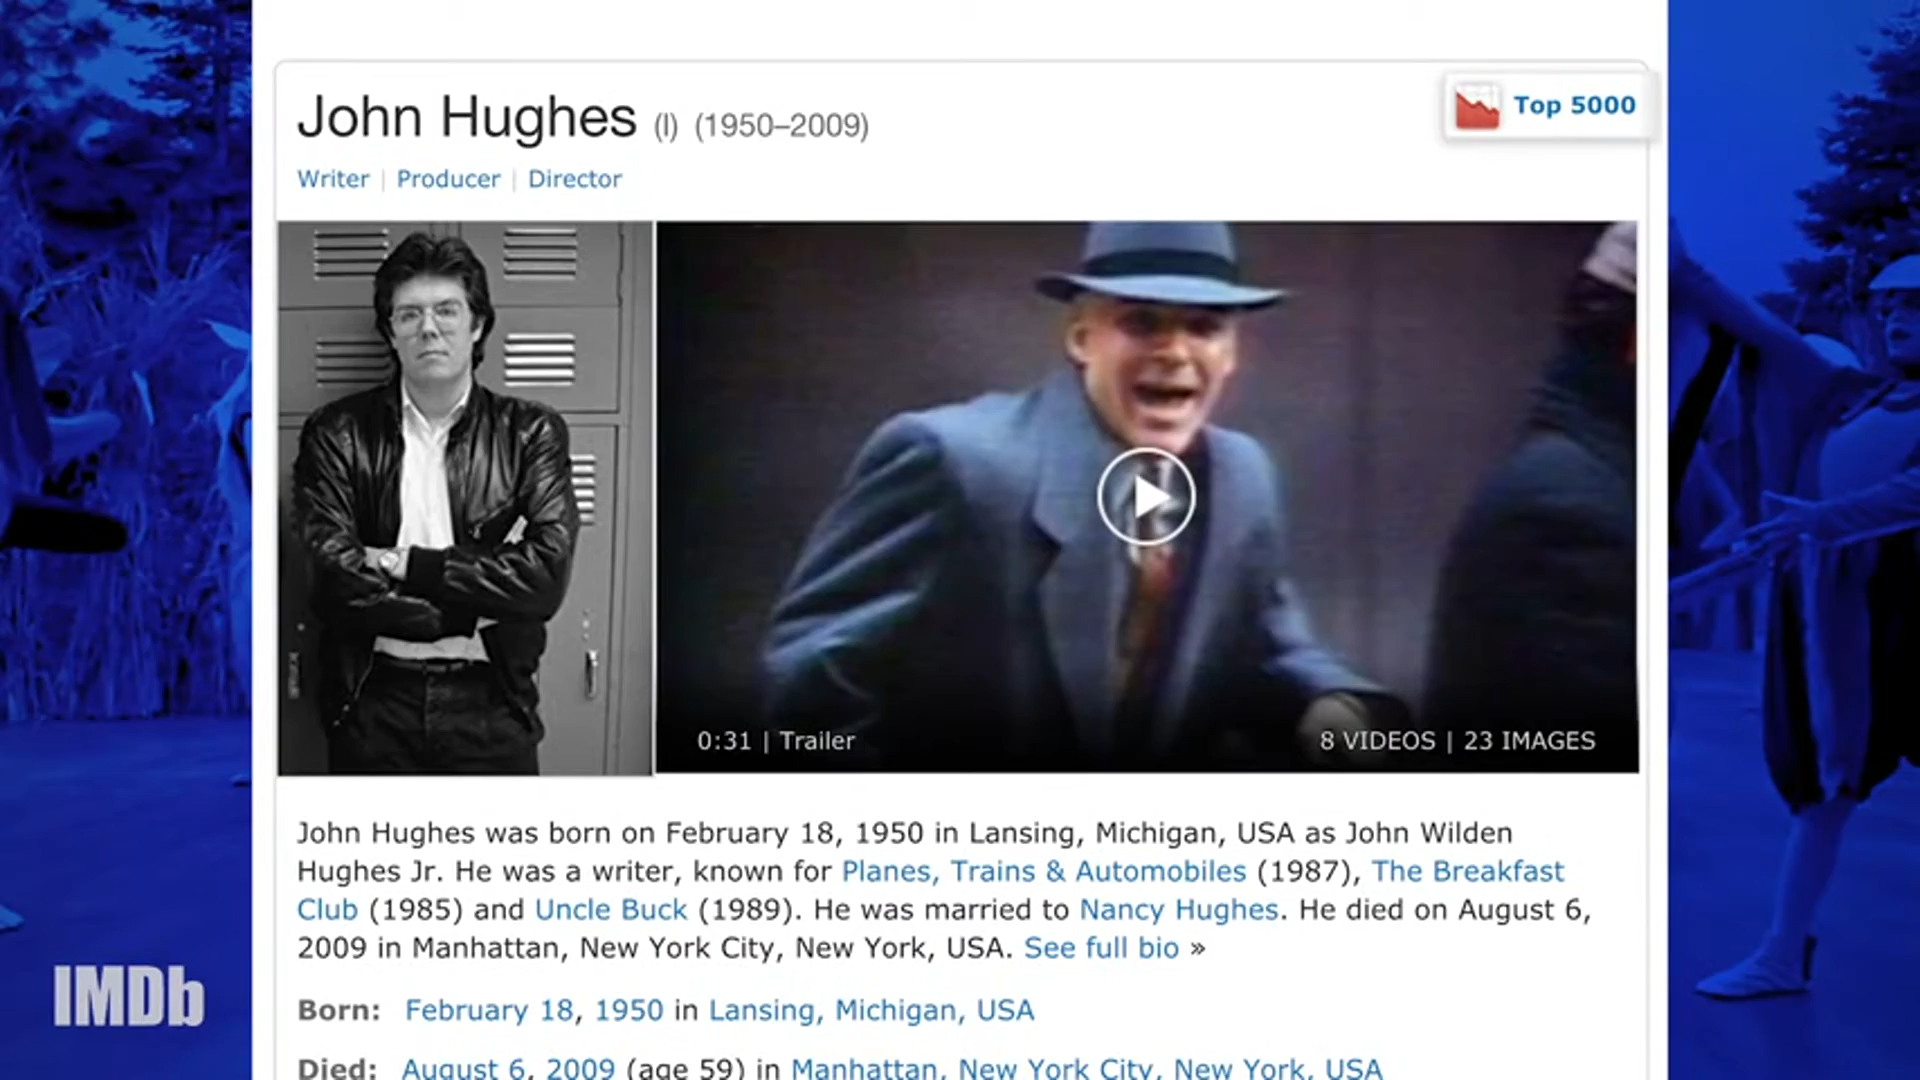 John Hughes (I) (1950–2009)
Top 5000
Writer | Producer | Director
0:31 | Trailer
8 VIDEOS | 23 IMAGES
John Hughes was born on February 18, 1950 in Lansing, Michigan, USA as John Wilden
Hughes Jr. He was a writer, known for Planes, Trains & Automobiles (1987), The Breakfast
Club (1985) and Uncle Buck (1989). He was married to Nancy Hughes. He died on August 6,
2009 in Manhattan, New York City, New York, USA. See full bio »
IMDb
Born: February 18, 1950 in Lansing, Michigan, USA
Died: August 6, 2009 (age 59) in Manhattan, New York City, New York, USA